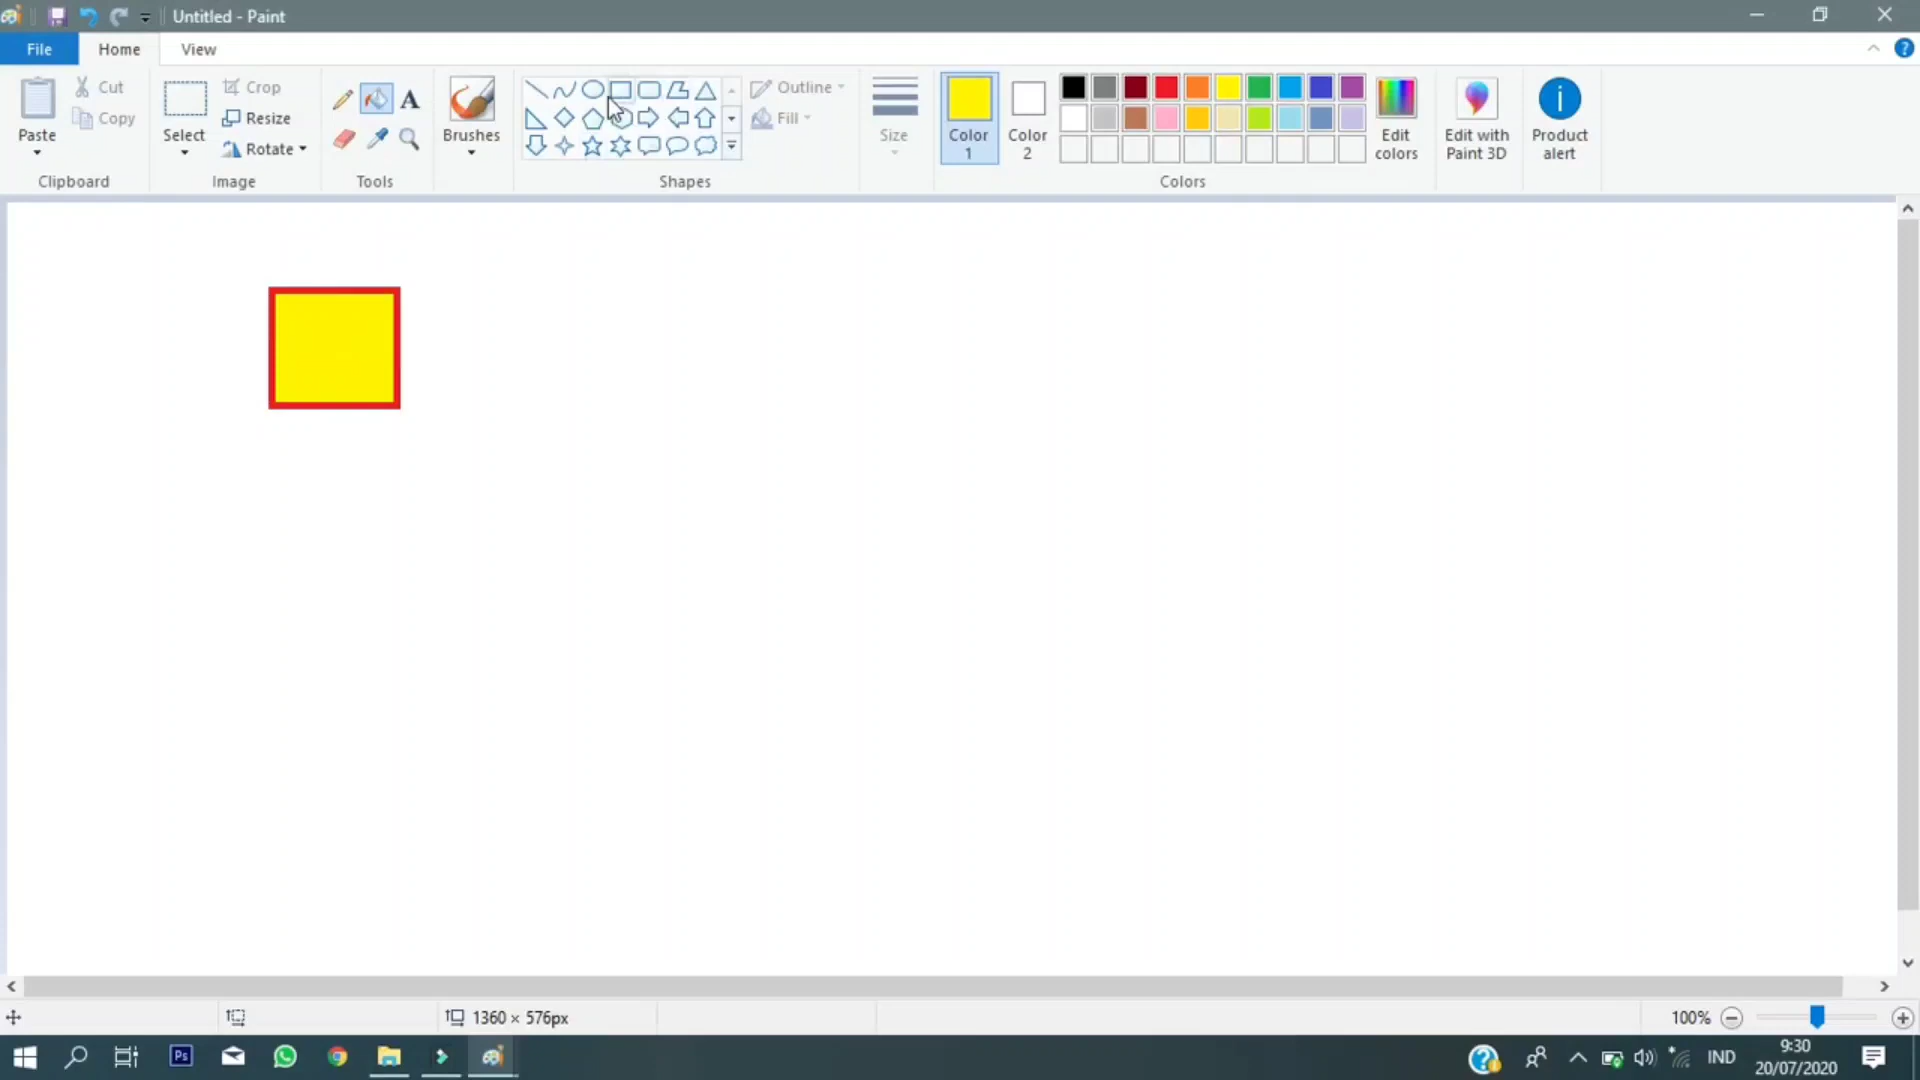 Untitled - Paint
File Home View
Paste
Cut
Copy
Clipboard
Select
Crop
Resize
Rotate
Image
A
Tools
Brushes
Shapes
Outline
Fill
Size
Color 1
Color 2
Edit colors
Colors
Edit with Paint 3D
Product alert
1360 × 576px
100%
Ps
IND
9:30
20/07/2020